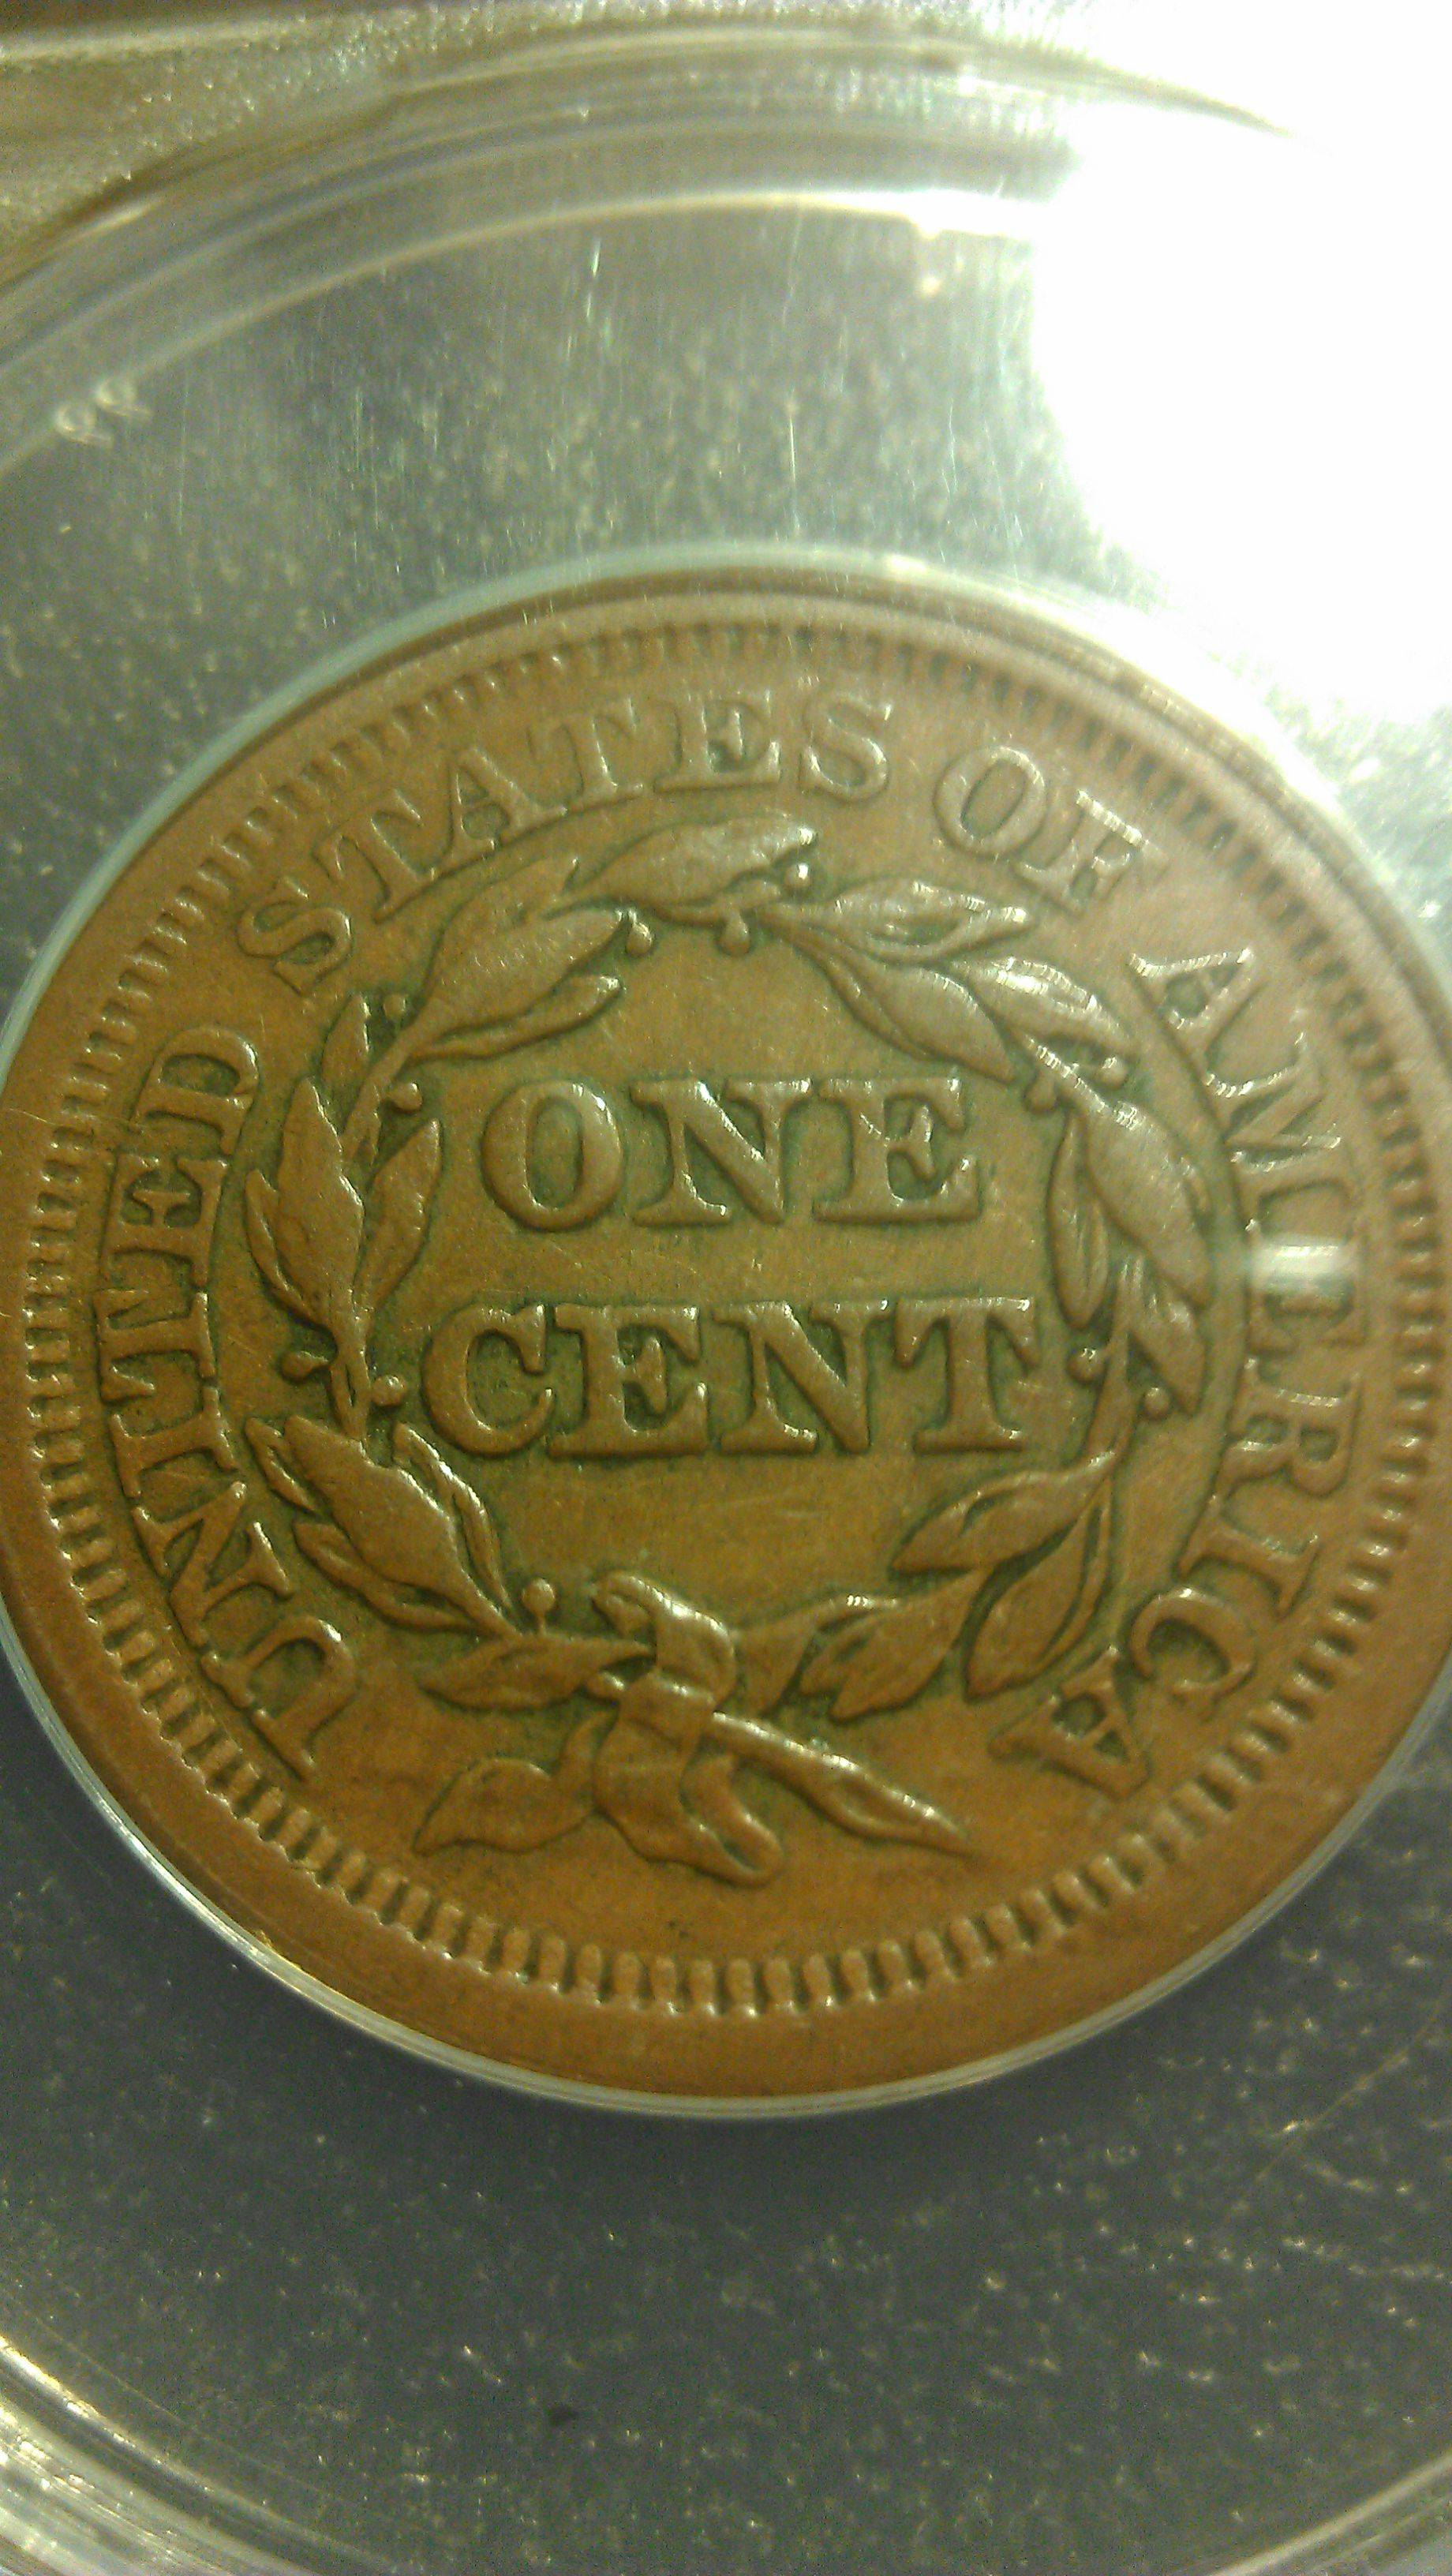 UNITED STATES OF AMERICA
ONE
CENT